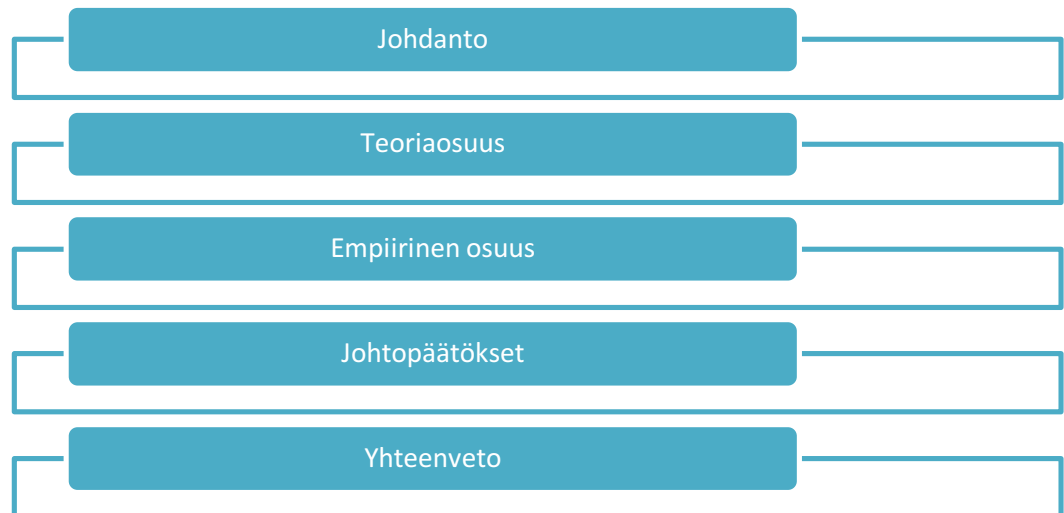 Johdanto
Teoriaosuus
Empiirinen osuus
Johtopäätökset
Yhteenveto